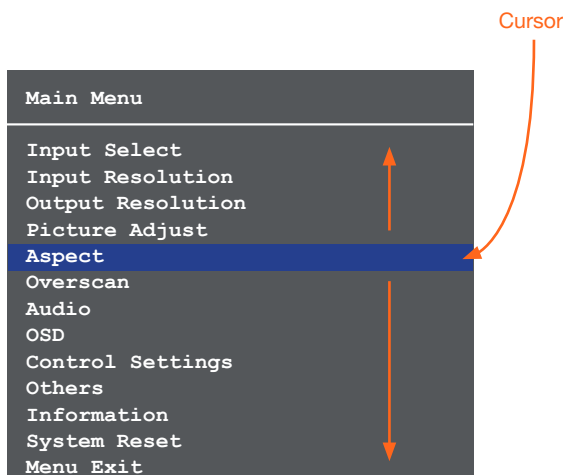 Cursor
Main Menu
Input Select
Input Resolution
Output Resolution
Picture Adjust
Aspect
Overscan
Audio
OSD
Control Settings
Others
Information
System Reset
Menu Exit